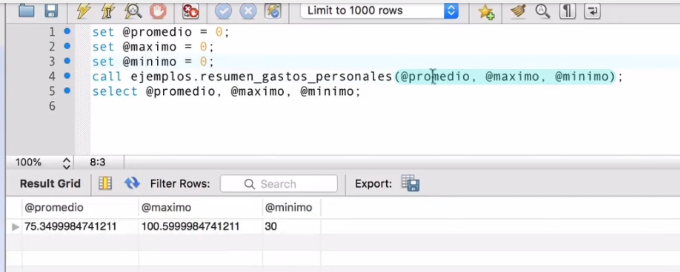 Limit to 1000 rows
1 set @promedio = 0;
2 set @maximo = 0;
3 set @minimo = 0;
4 call ejemplos.resumen_gastos_personales(@promedio, @maximo, @minimo);
5 select @promedio, @maximo, @minimo;
6
100% 8:3
Result Grid Filter Rows: Search Export:
@promedio @maximo @minimo
75.3499984741211 100.5999984741211 30